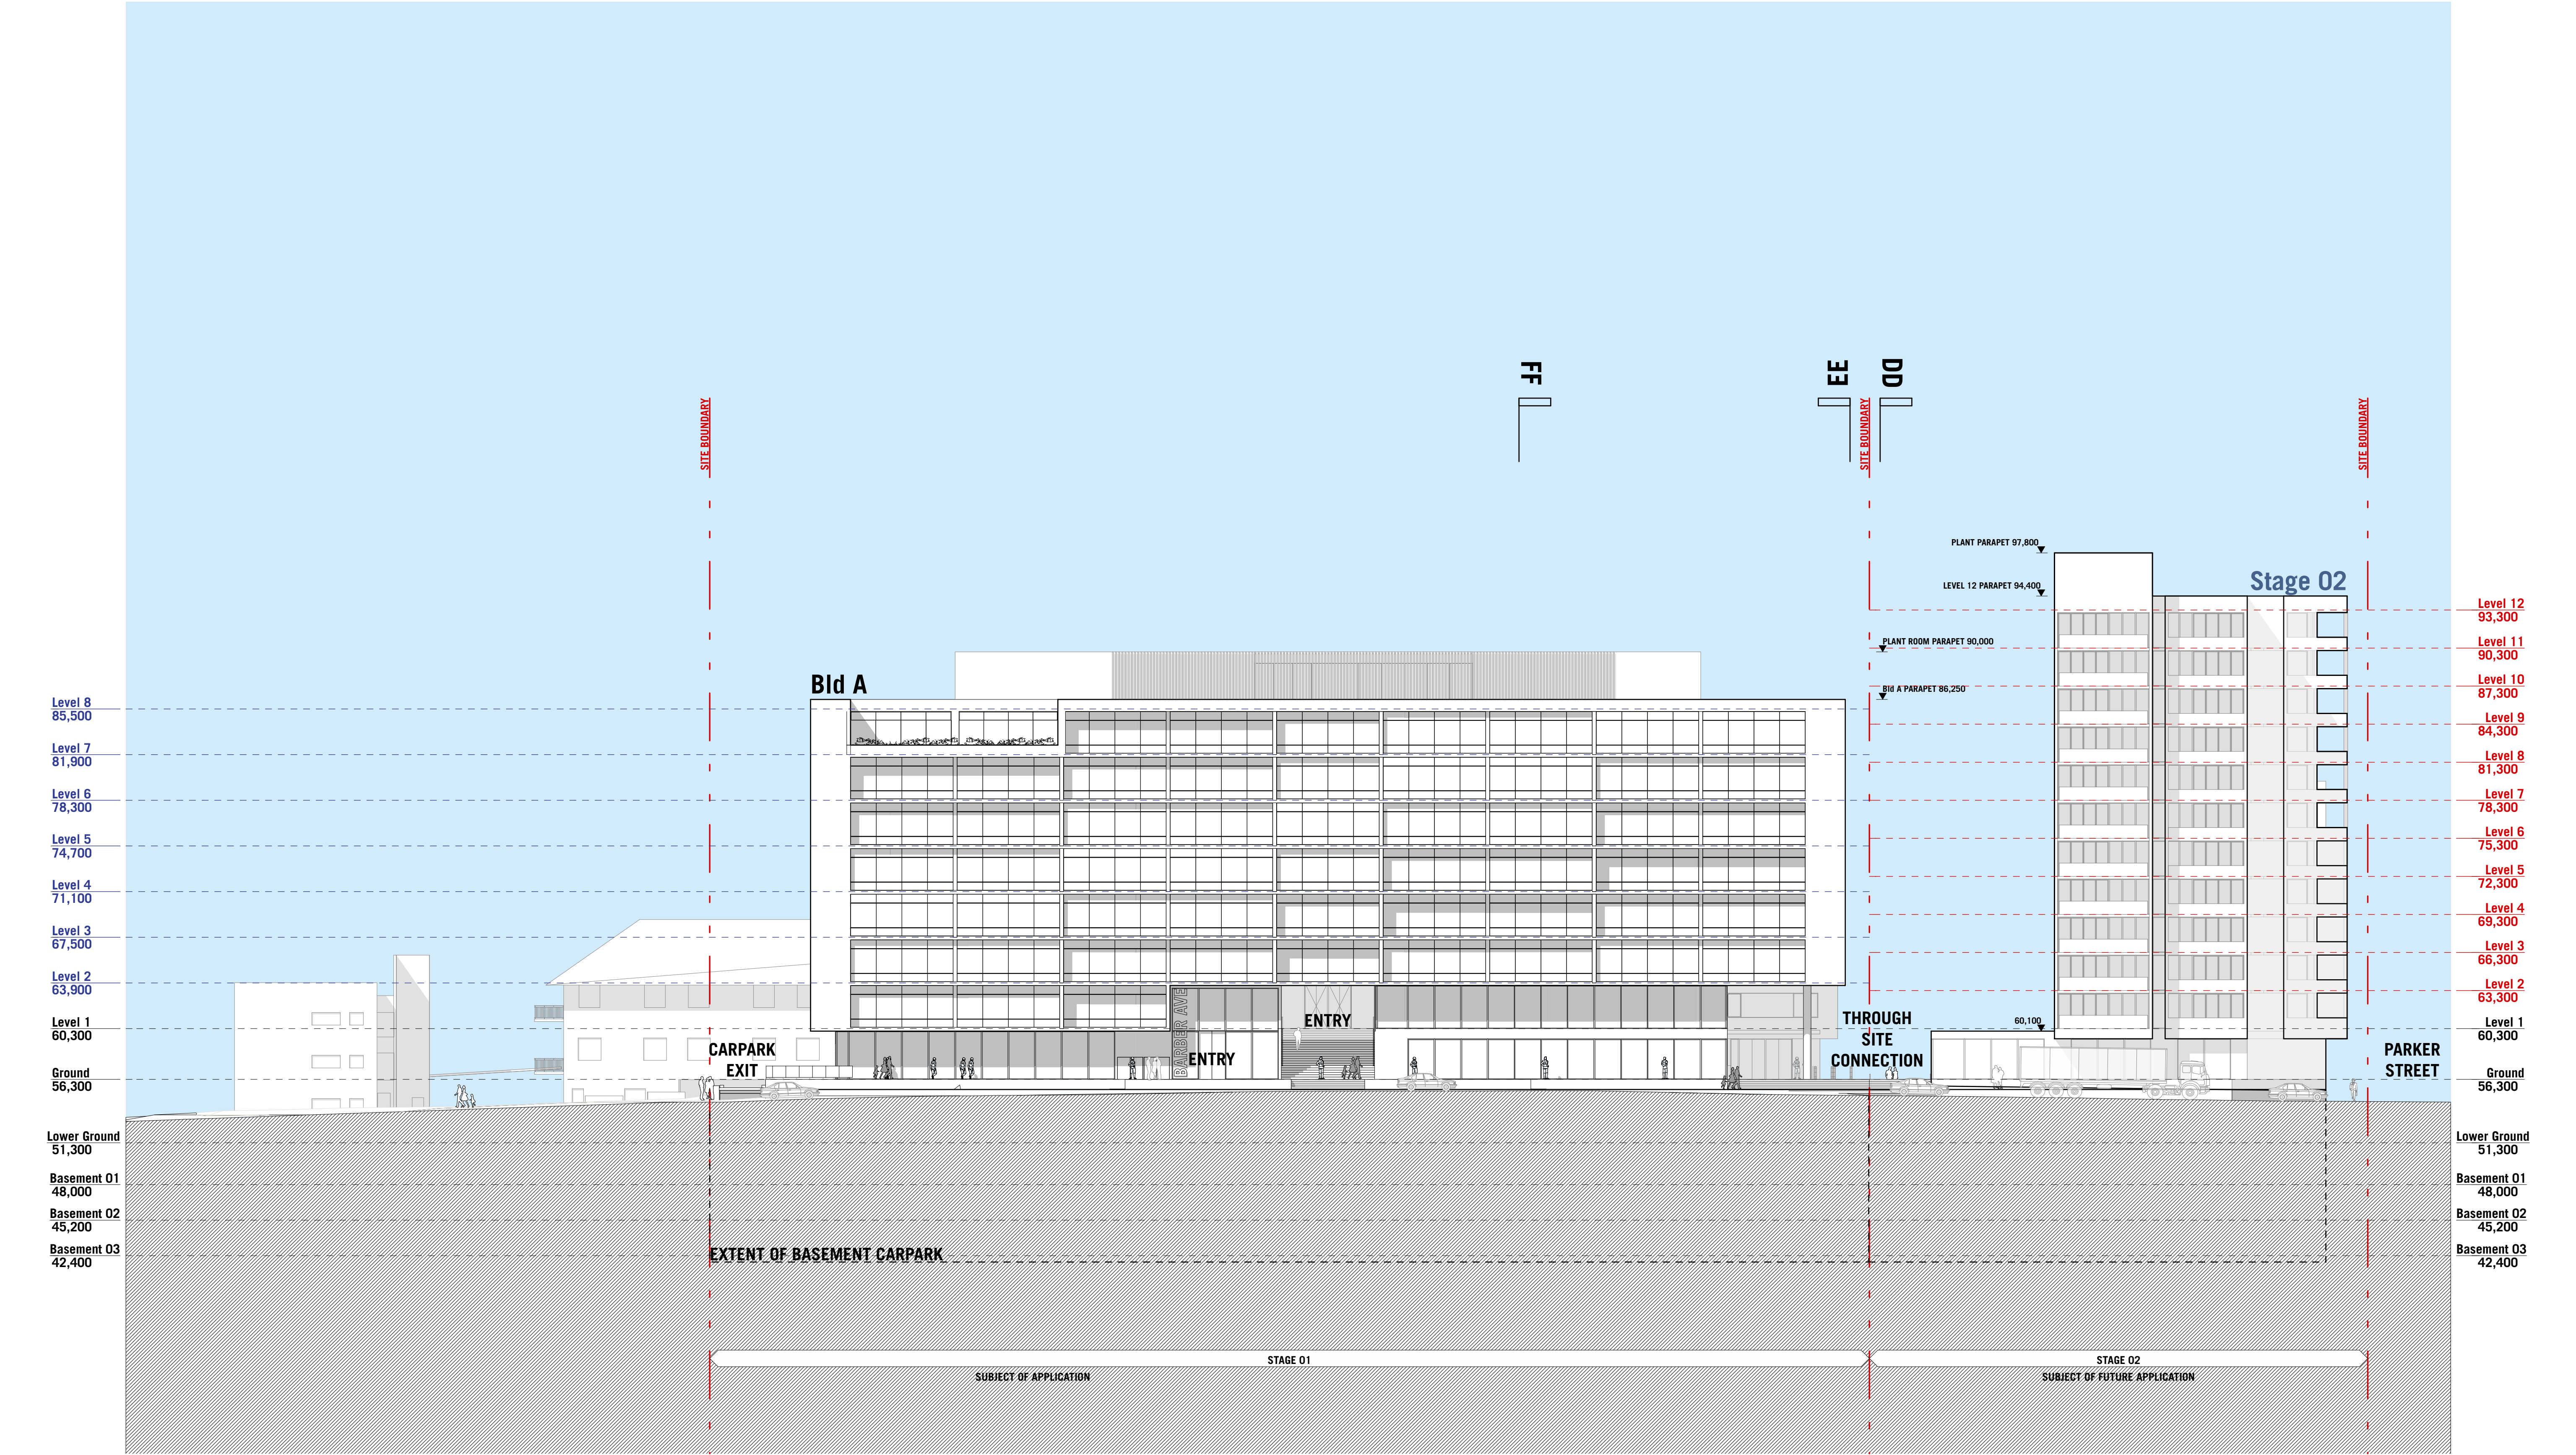 FF
EE
DD
SITE BOUNDARY
SITE BOUNDARY
SITE BOUNDARY
PLANT PARAPET 97,800
LEVEL 12 PARAPET 94,400
Stage 02
PLANT ROOM PARAPET 90,000
Bld A PARAPET 86,250
Bld A
Level 8
85,500
Level 7
81,900
Level 6
78,300
Level 5
74,700
Level 4
71,100
Level 3
67,500
Level 2
63,900
Level 1
60,300
Ground
56,300
Lower Ground
51,300
Basement 01
48,000
Basement 02
45,200
Basement 03
42,400
CARPARK
EXIT
BARBER AVE
ENTRY
ENTRY
THROUGH
SITE
CONNECTION
60,100
PARKER
STREET
Level 12
93,300
Level 11
90,300
Level 10
87,300
Level 9
84,300
Level 8
81,300
Level 7
78,300
Level 6
75,300
Level 5
72,300
Level 4
69,300
Level 3
66,300
Level 2
63,300
Level 1
60,300
Ground
56,300
Lower Ground
51,300
Basement 01
48,000
Basement 02
45,200
Basement 03
42,400
EXTENT OF BASEMENT CARPARK
STAGE 01
SUBJECT OF APPLICATION
STAGE 02
SUBJECT OF FUTURE APPLICATION